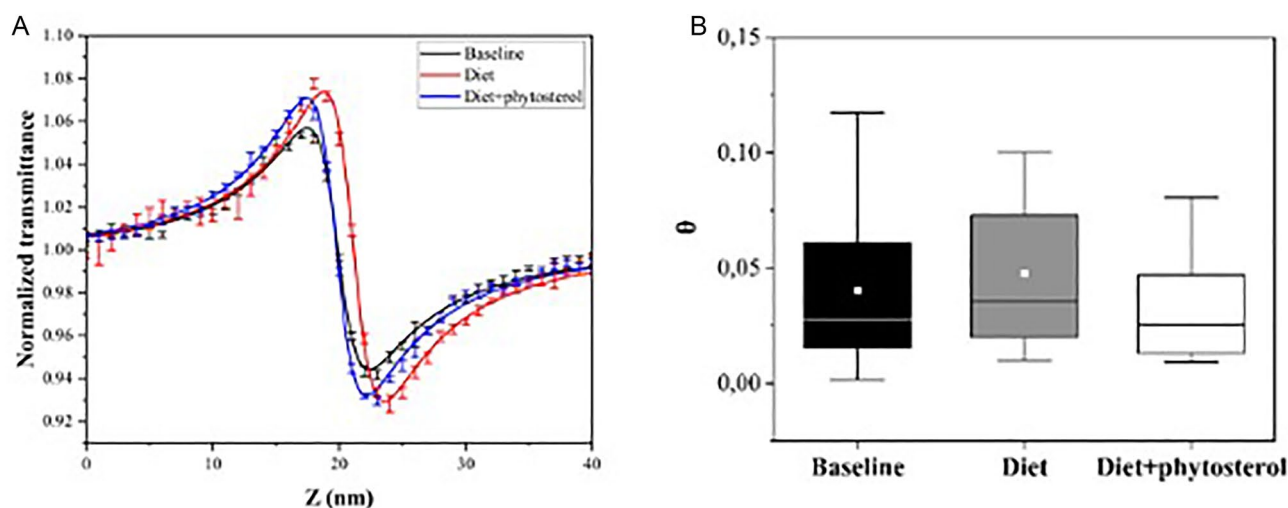 A
1.10
1.08
1.06
1.04
1.02
1.00
0.98
0.96
0.94
0.92
Normalized transmittance
0
10
20
30
40
Z (nm)
Baseline
Diet
Diet+phytosterol
B
0,15
0,10
0,05
0,00
θ
Baseline
Diet
Diet+phytosterol